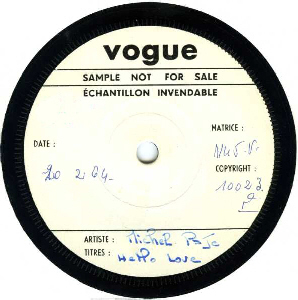 vogue
SAMPLE NOT FOR SALE
ÉCHANTILLON INVENDABLE
MATRICE :
DATE :
20 2 64
COPYRIGHT :
10023
ARTISTE : Michel
TITRES : Hello Love